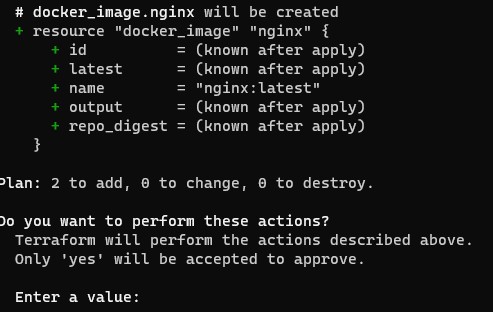 # docker_image.nginx will be created
+ resource "docker_image" "nginx" {
+ id = (known after apply)
+ latest = (known after apply)
+ name = "nginx:latest"
+ output = (known after apply)
+ repo_digest = (known after apply)
}
Plan: 2 to add, 0 to change, 0 to destroy.
Do you want to perform these actions?
Terraform will perform the actions described above.
Only 'yes' will be accepted to approve.
Enter a value: